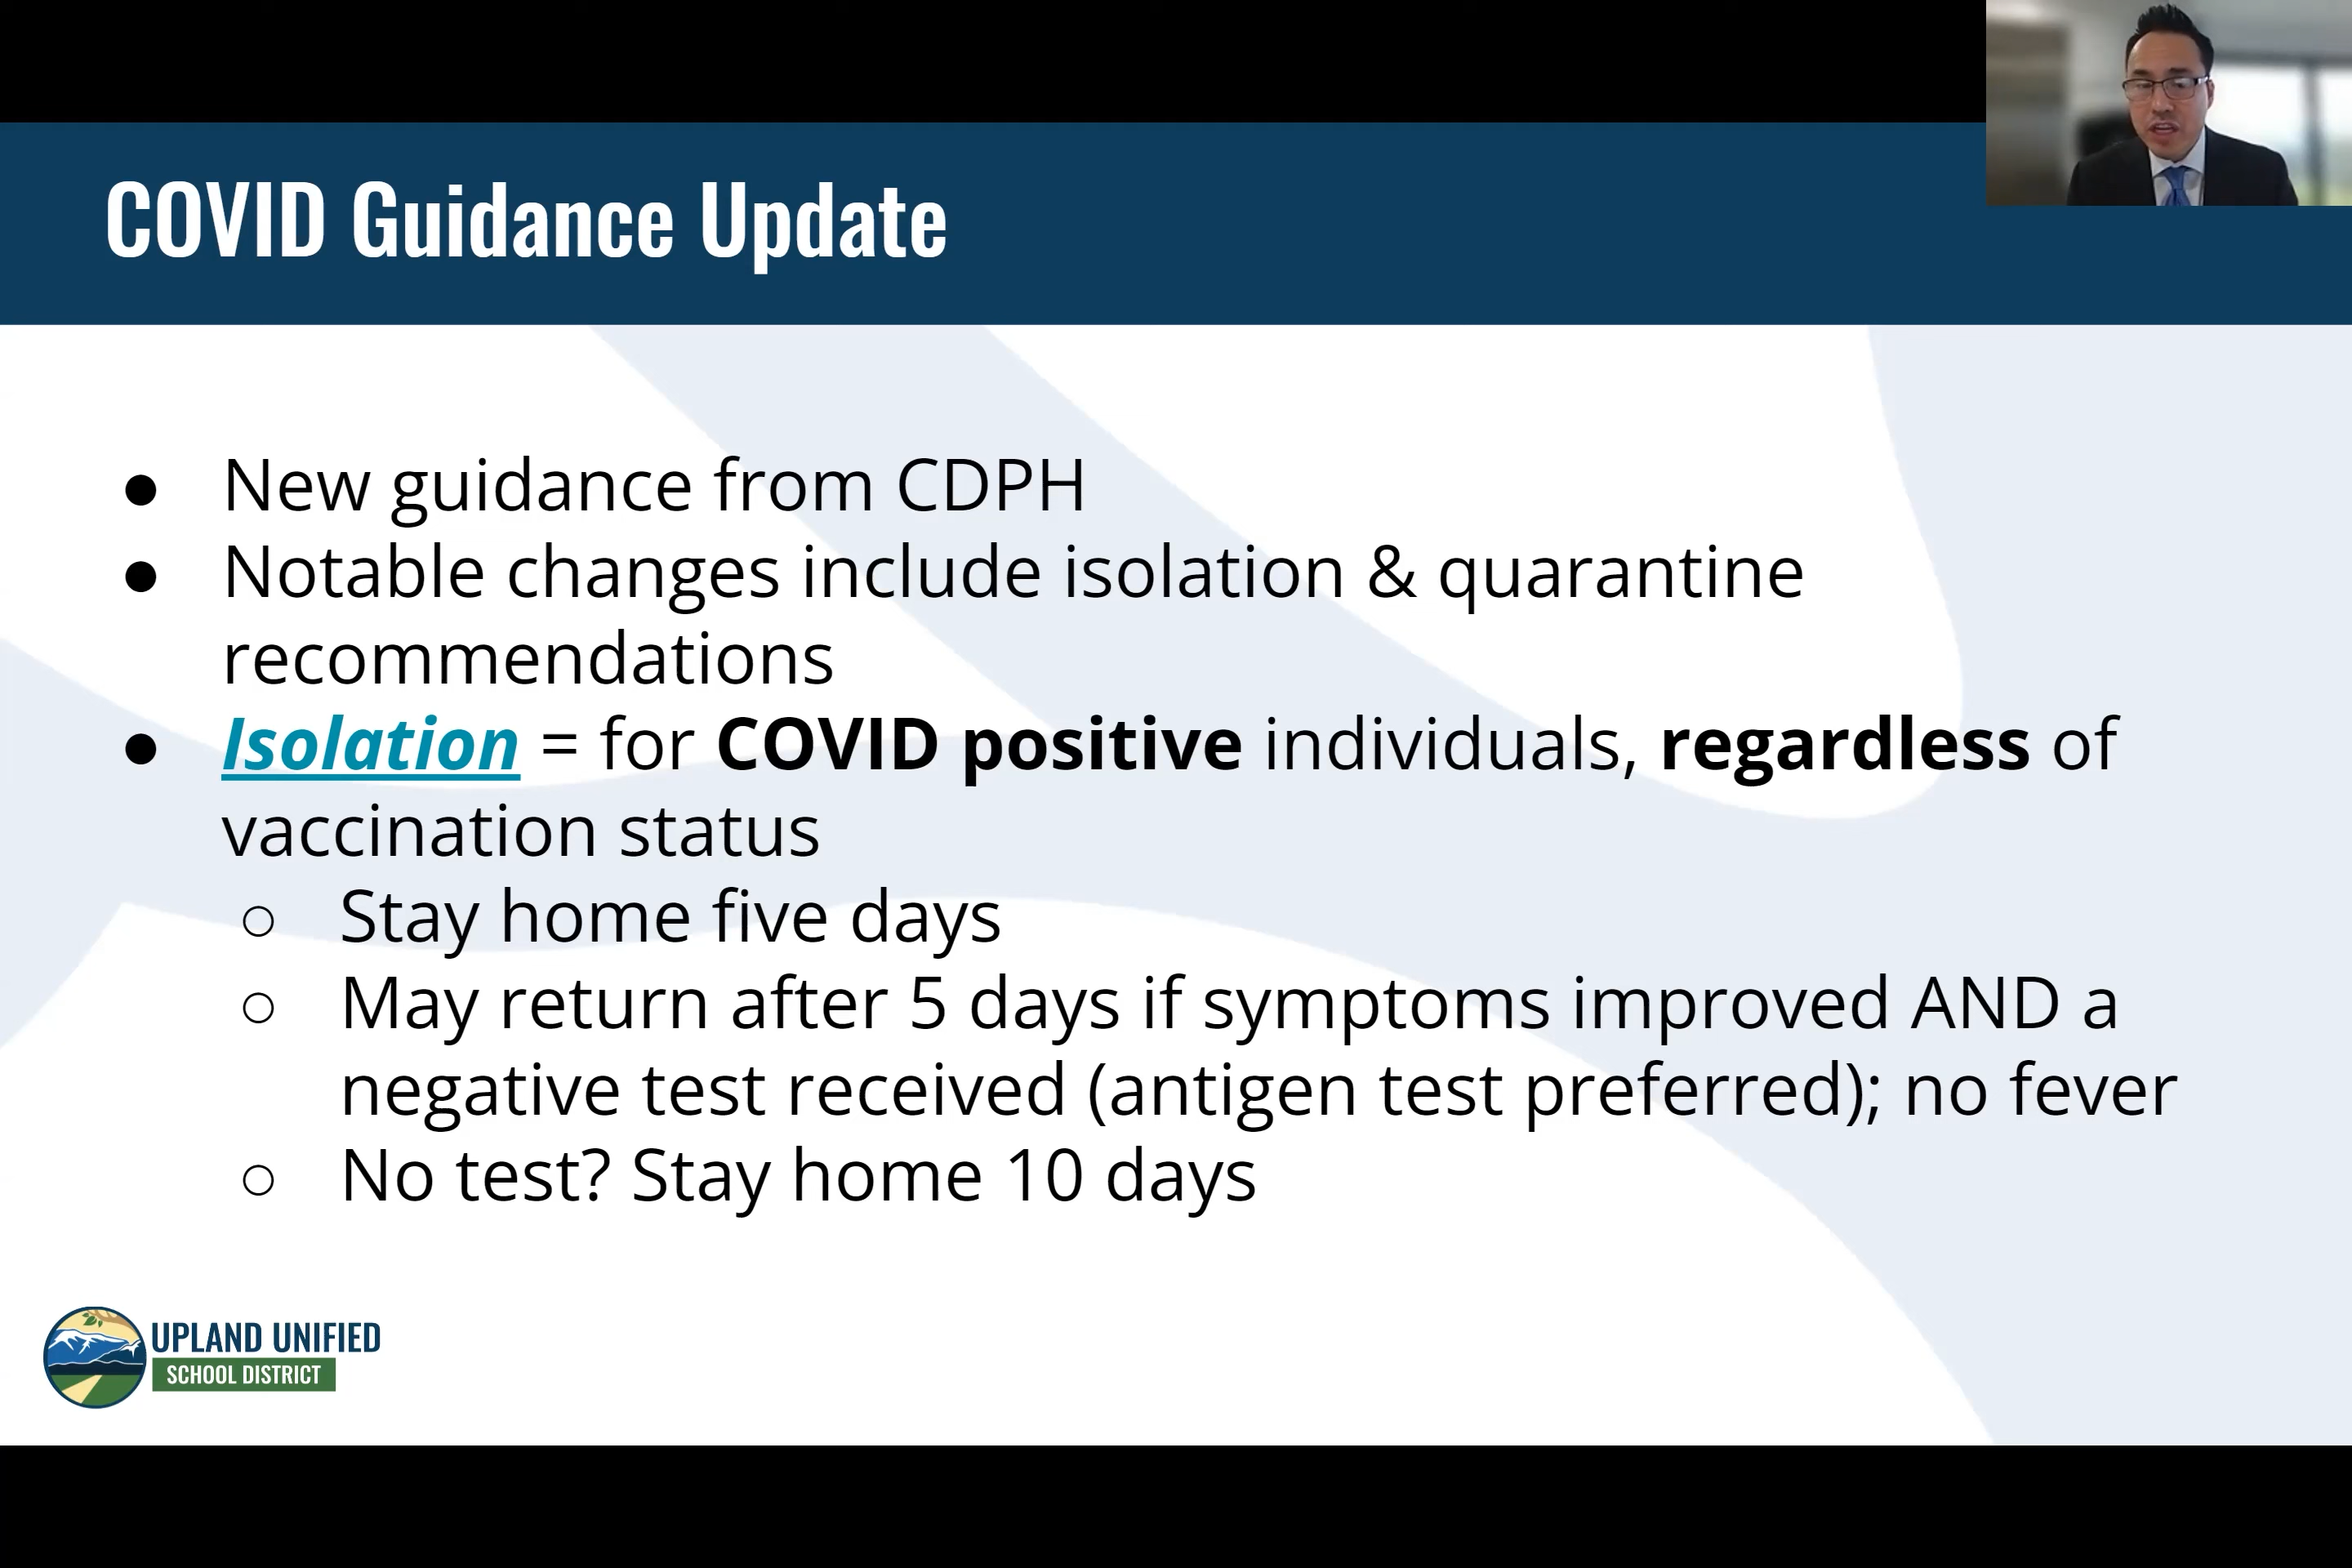 COVID Guidance Update
● New guidance from CDPH
● Notable changes include isolation & quarantine
recommendations
● Isolation = for COVID positive individuals, regardless of
vaccination status
○ Stay home five days
○ May return after 5 days if symptoms improved AND a
negative test received (antigen test preferred); no fever
○ No test? Stay home 10 days
UPLAND UNIFIED
SCHOOL DISTRICT